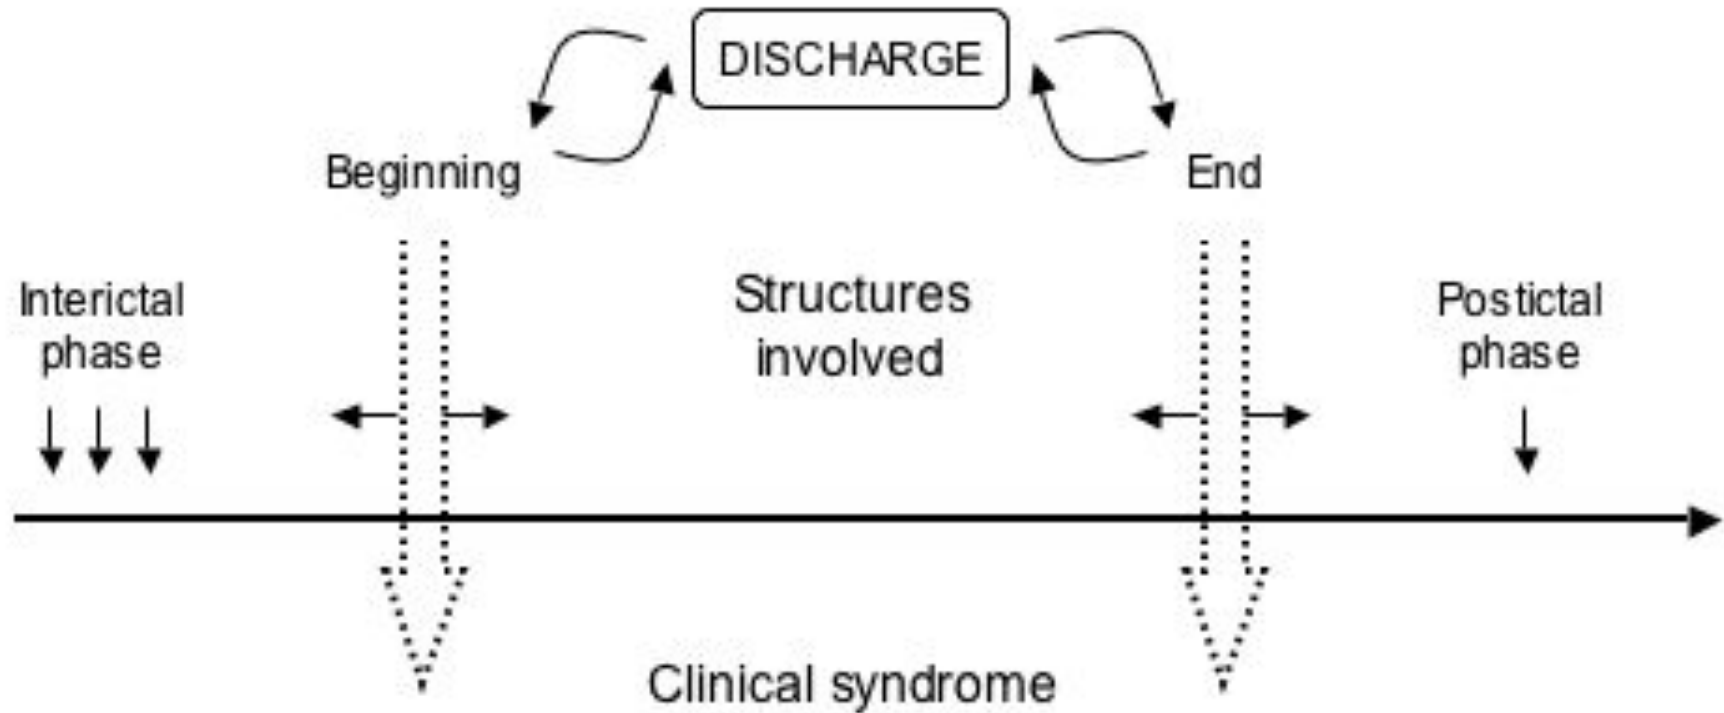 DISCHARGE
Beginning
End
Interictal
phase
Structures
involved
Postictal
phase
Clinical syndrome